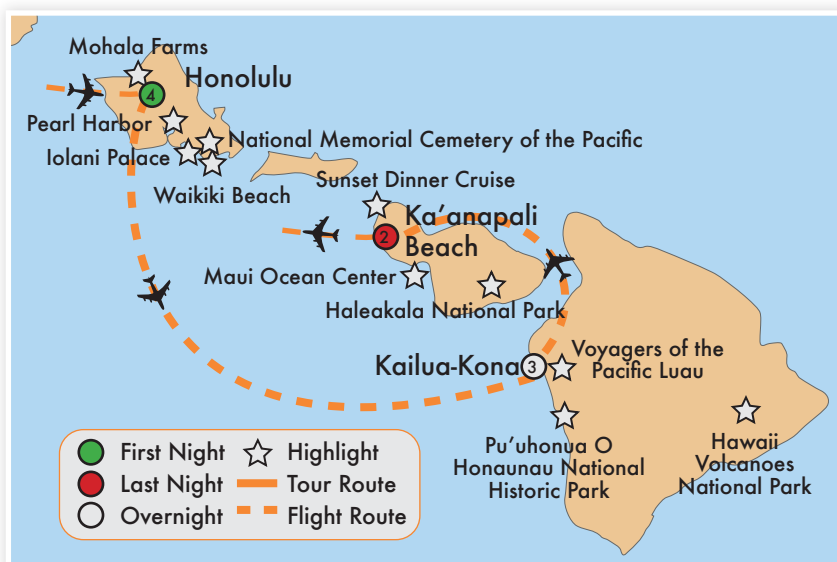 Mohala Farms
Honolulu
4
Pearl Harbor
National Memorial Cemetery of the Pacific
Iolani Palace
Waikiki Beach
Sunset Dinner Cruise
Ka'anapali
Beach
2
Maui Ocean Center
Haleakala National Park
Kailua-Kona
3
Voyagers of the
Pacific Luau
Pu'uhonua O
Honaunau National
Historic Park
Hawaii
Volcanoes
National Park
First Night
Highlight
Last Night
Tour Route
Overnight
Flight Route